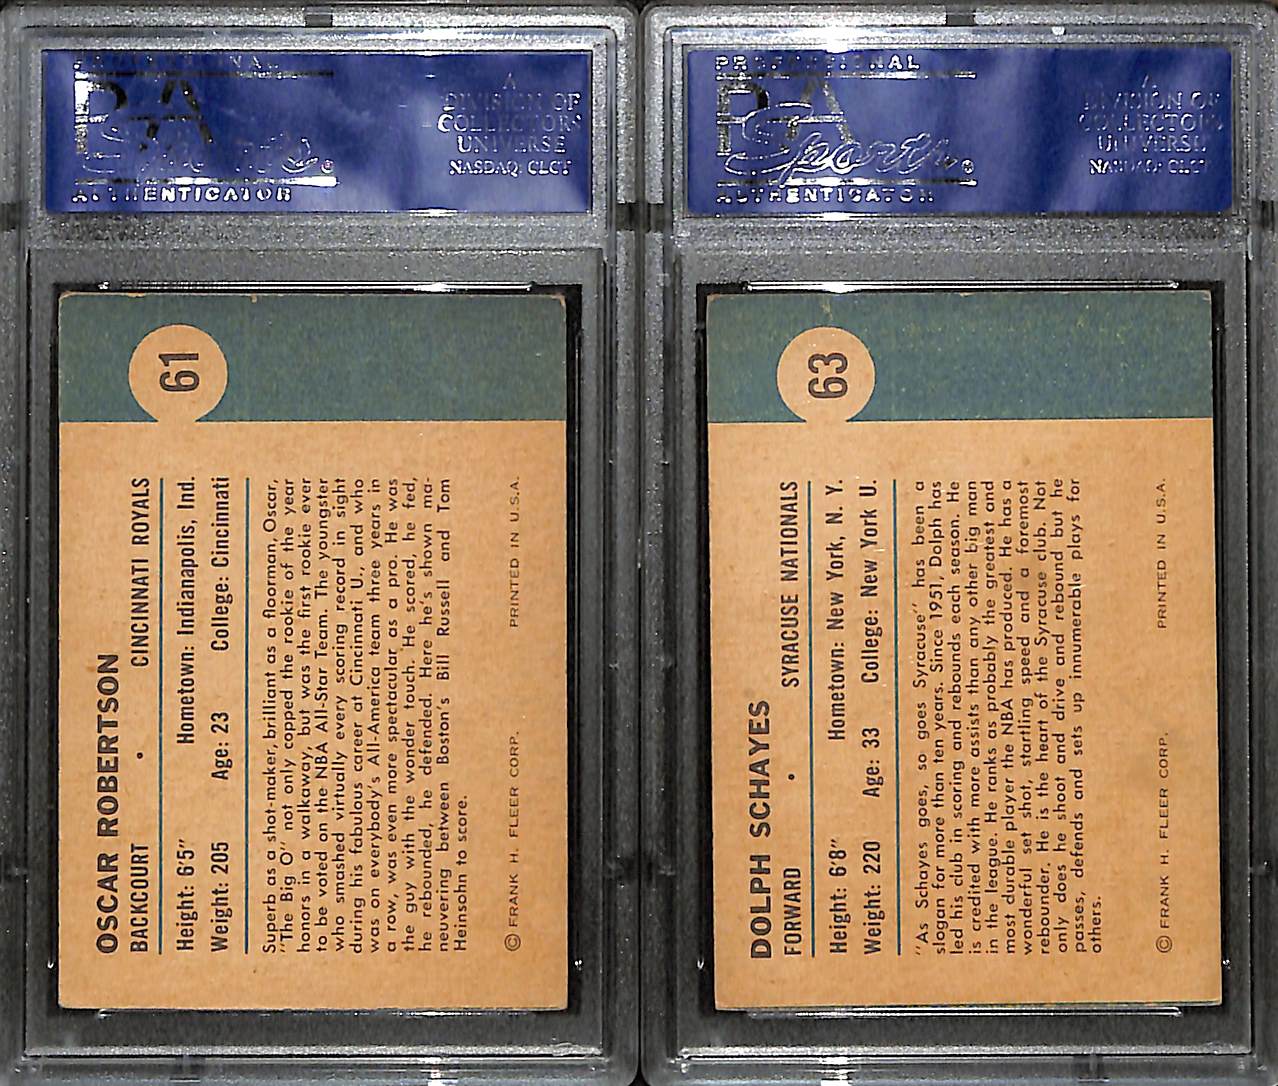 PROFESSIONAL
PSA
Sports®
AUTHENTICATOR
A
DIVISION OF
COLLECTORS
UNIVERSE
NASDAQ: CLCT
61
OSCAR ROBERTSON
BACKCOURT • CINCINNATI ROYALS
Height: 6'5" Hometown: Indianapolis, Ind.
Weight: 205 Age: 23 College: Cincinnati
Superb as a shot-maker, brilliant as a floorman, Oscar,
"The Big O" not only copped the rookie of the year
honors in a walkaway, but was the first rookie ever
to be voted on the NBA All-Star Team. The youngster
who smashed virtually every scoring record in sight
during his fabulous career at Cincinnati U., and who
was on everybody's All-America team three years in
a row, was even more spectacular as a pro. He was
the guy with the wonder touch. He scored, he fed,
he rebounded, he defended. Here he's shown ma-
neuvering between Boston's Bill Russell and Tom
Heinsohn to score.
© FRANK H. FLEER CORP. PRINTED IN U.S.A.
PROFESSIONAL
PSA
Sports®
AUTHENTICATOR
A
DIVISION OF
COLLECTORS
UNIVERSE
NASDAQ: CLCT
63
DOLPH SCHAYES
FORWARD • SYRACUSE NATIONALS
Height: 6'8" Hometown: New York, N. Y.
Weight: 220 Age: 33 College: New York U.
"As Schayes goes, so goes Syracuse" has been a
slogan for more than ten years. Since 1951, Dolph has
led his club in scoring and rebounds each season. He
is credited with more assists than any other big man
in the league. He ranks as probably the greatest and
most durable player the NBA has produced. He has a
wonderful set shot, startling speed and a foremost
rebounder. He is the heart of the Syracuse club. Not
only does he shoot and drive and rebound but he
passes, defends and sets up innumerable plays for
others.
© FRANK H. FLEER CORP. PRINTED IN U.S.A.